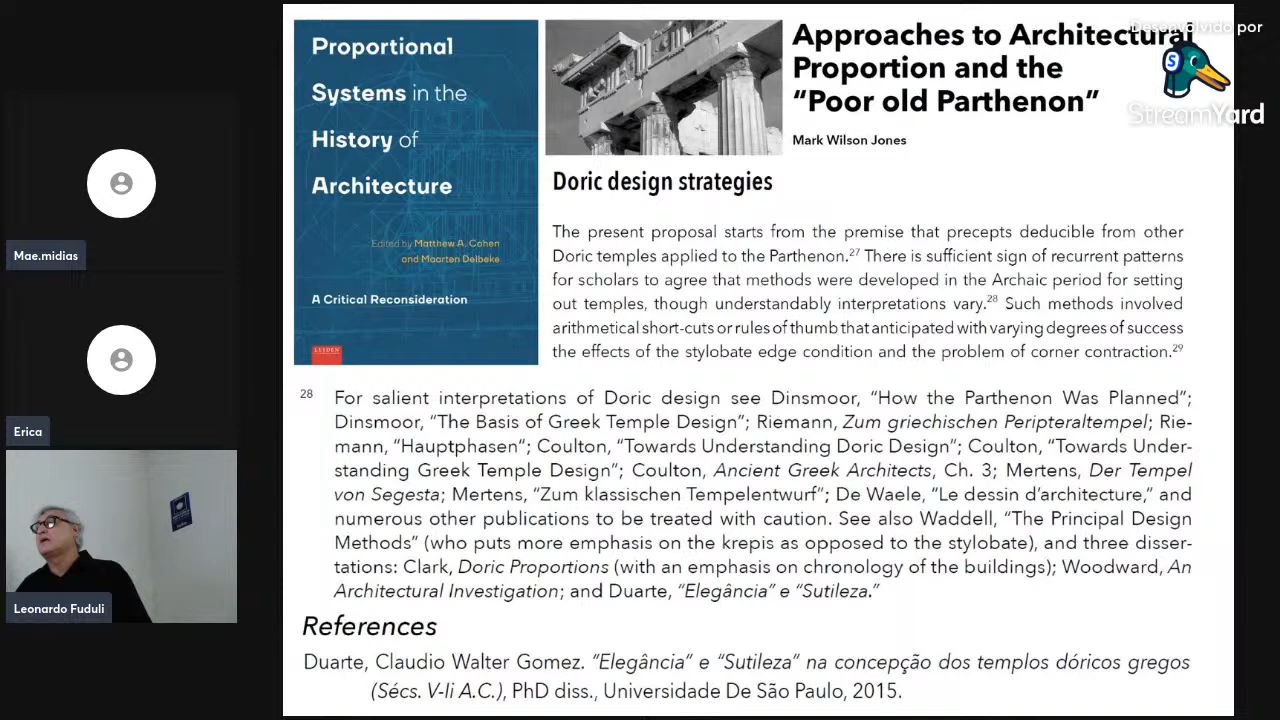 Mae.midias
Erica
Leonardo Fuduli
Proportional
Systems in the
History of
Architecture
Edited by Matthew A. Cohen
and Maarten Delbeke
A Critical Reconsideration
LEIDEN
Approaches to Architectural
Proportion and the
“Poor old Parthenon”
Mark Wilson Jones
Desenvolvido por
S
StreamYard
Doric design strategies
The present proposal starts from the premise that precepts deducible from other
Doric temples applied to the Parthenon.27 There is sufficient sign of recurrent patterns
for scholars to agree that methods were developed in the Archaic period for setting
out temples, though understandably interpretations vary.28 Such methods involved
arithmetical short-cuts or rules of thumb that anticipated with varying degrees of success
the effects of the stylobate edge condition and the problem of corner contraction.29
28 For salient interpretations of Doric design see Dinsmoor, “How the Parthenon Was Planned”;
Dinsmoor, “The Basis of Greek Temple Design”; Riemann, Zum griechischen Peripteraltempel; Rie-
mann, “Hauptphasen“; Coulton, “Towards Understanding Doric Design”; Coulton, “Towards Under-
standing Greek Temple Design”; Coulton, Ancient Greek Architects, Ch. 3; Mertens, Der Tempel
von Segesta; Mertens, “Zum klassischen Tempelentwurf”; De Waele, “Le dessin d’architecture,” and
numerous other publications to be treated with caution. See also Waddell, “The Principal Design
Methods” (who puts more emphasis on the krepis as opposed to the stylobate), and three disser-
tations: Clark, Doric Proportions (with an emphasis on chronology of the buildings); Woodward, An
Architectural Investigation; and Duarte, “Elegância” e “Sutileza.”
References
Duarte, Claudio Walter Gomez. “Elegância” e “Sutileza” na concepção dos templos dóricos gregos
(Sécs. V-Ii A.C.), PhD diss., Universidade De São Paulo, 2015.